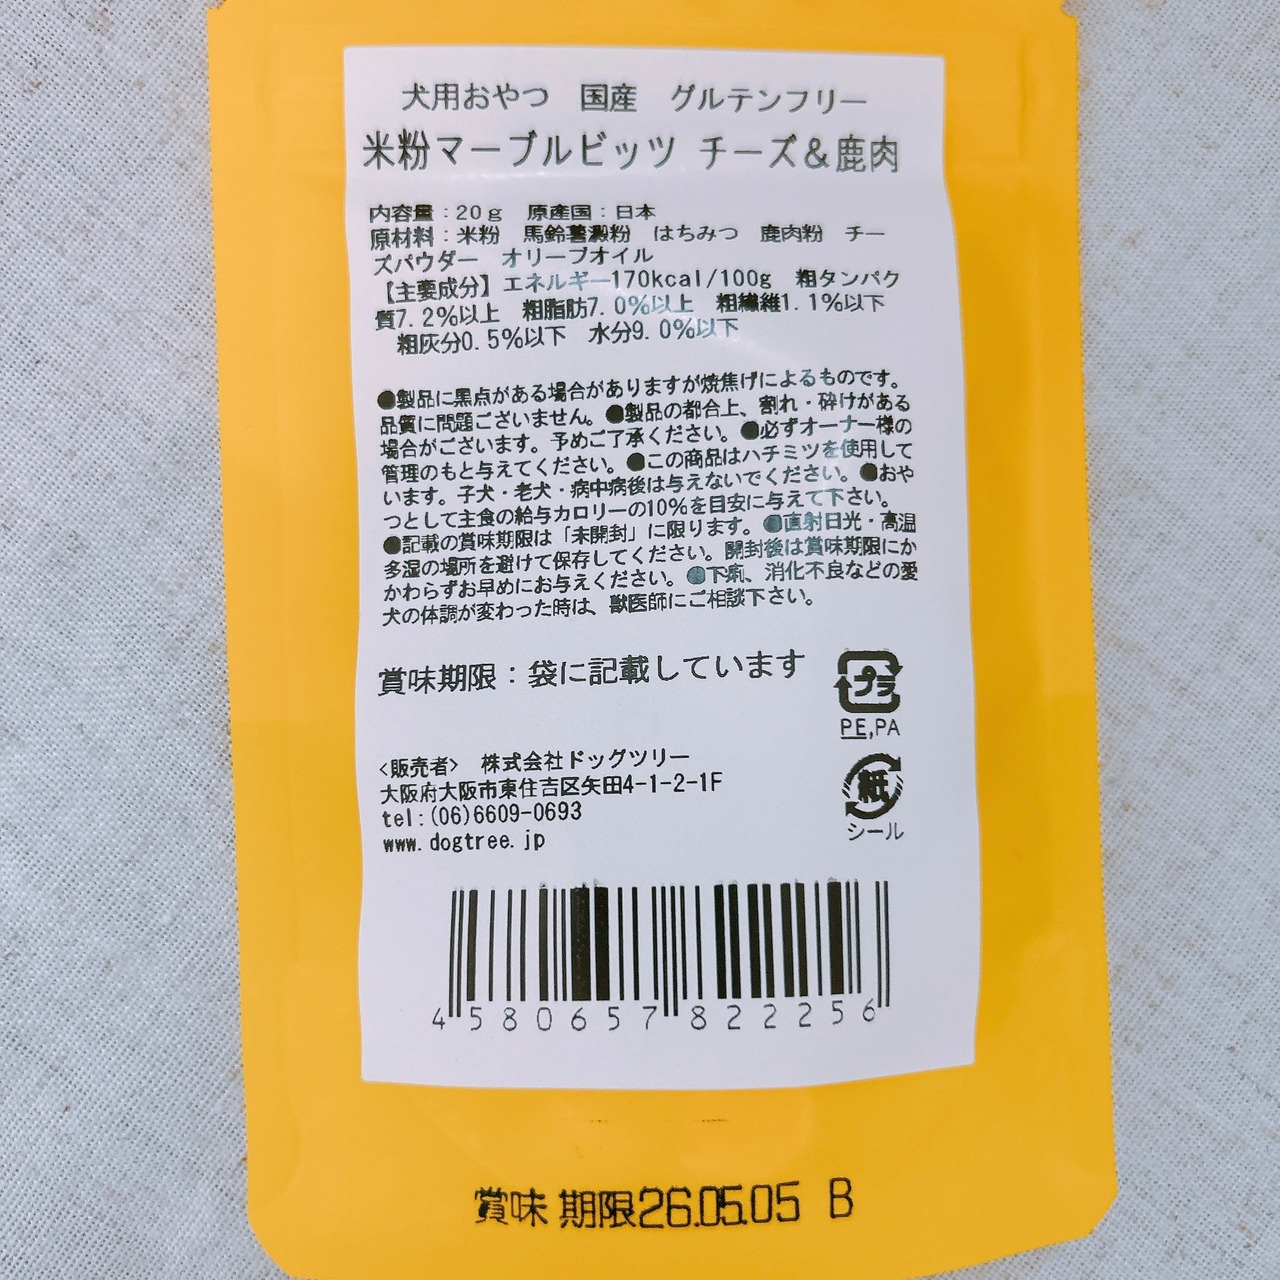 犬用おやつ 国産 グルテンフリー
米粉マーブルビッツ チーズ＆鹿肉
内容量：20ｇ 原産国：日本
原材料：米粉 馬鈴薯澱粉 はちみつ 鹿肉粉 チー
ズパウダー オリーブオイル
【主要成分】エネルギー170kcal/100g 粗タンパク
質7.2%以上 粗脂肪7.0%以上 粗繊維1.1%以下
粗灰分0.5%以下 水分9.0%以下
●製品に黒点がある場合がありますが焼焦げによるものです。
品質に問題ございません。●製品の都合上、割れ・砕けがある
場合がございます。予めご了承ください。●必ずオーナー様の
管理のもと与えてください。●この商品はハチミツを使用して
います。子犬・老犬・病中病後は与えないでください。●おや
つとして主食の給与カロリーの10%を目安に与えて下さい。
●記載の賞味期限は「未開封」に限ります。●直射日光・高温
多湿の場所を避けて保存してください。開封後は賞味期限にか
かわらずお早めにお与えください。●下痢、消化不良などの愛
犬の体調が変わった時は、獣医師にご相談下さい。
賞味期限：袋に記載しています
プラ
PE,PA
<販売者> 株式会社ドッグツリー
大阪府大阪市東住吉区矢田4-1-2-1F
tel:(06)6609-0693
www.dogtree.jp
紙
シール
4 580657 822256
賞味期限26.05.05 B